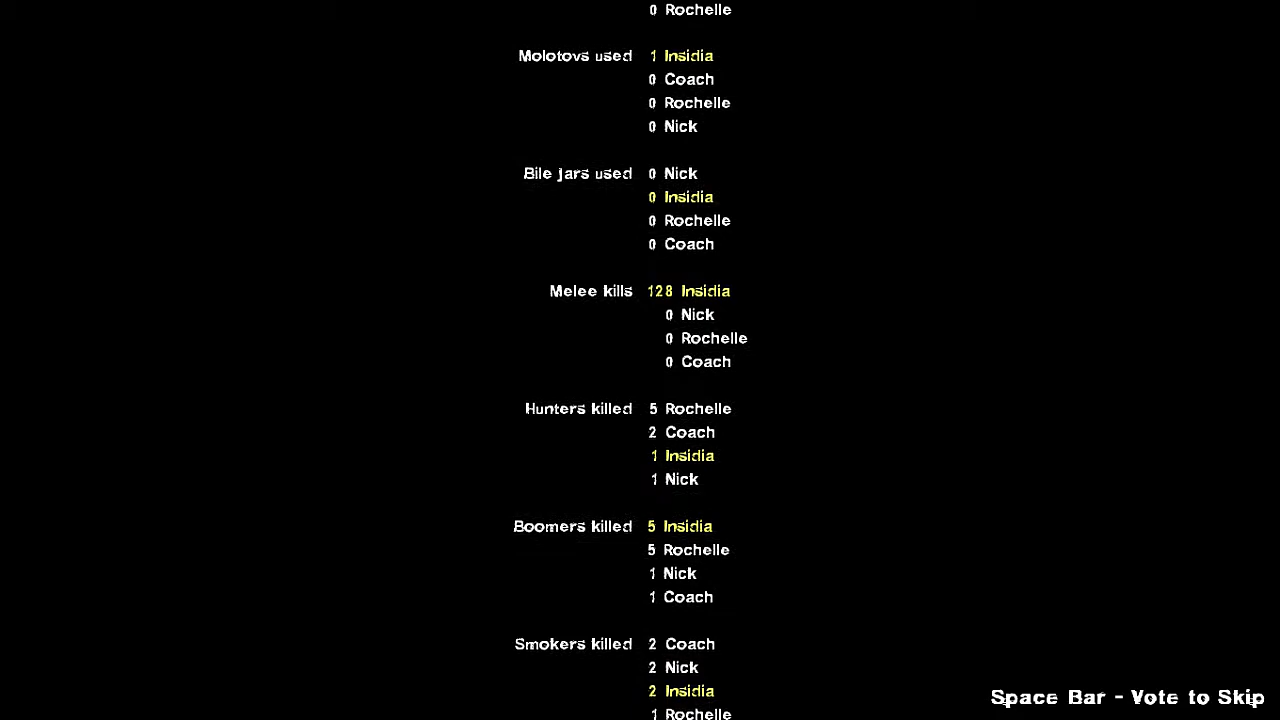 0 Rochelle
Molotovs used 1 Insidia
0 Coach
0 Rochelle
0 Nick
Bile jars used 0 Nick
0 Insidia
0 Rochelle
0 Coach
Melee kills 128 Insidia
0 Nick
0 Rochelle
0 Coach
Hunters killed 5 Rochelle
2 Coach
1 Insidia
1 Nick
Boomers killed 5 Insidia
5 Rochelle
1 Nick
1 Coach
Smokers killed 2 Coach
2 Nick
2 Insidia
1 Rochelle
Space Bar - Vote to Skip